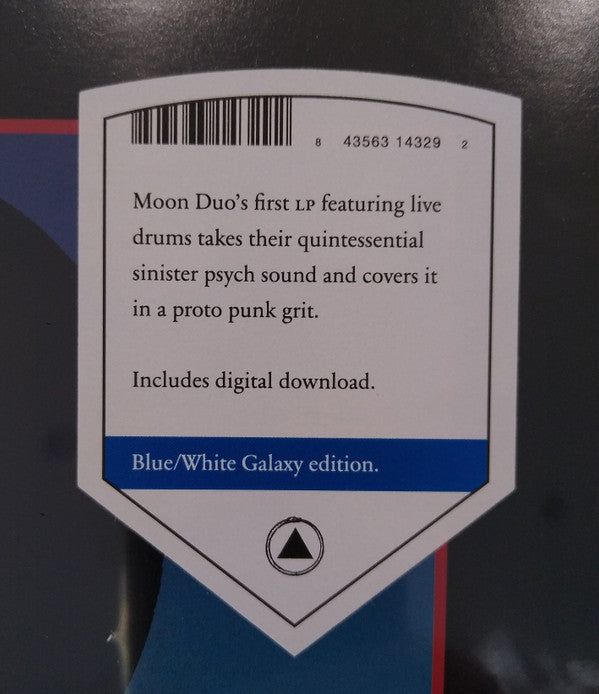 8 43563 14329 2
Moon Duo's first LP featuring live
drums takes their quintessential
sinister psych sound and covers it
in a proto punk grit.
Includes digital download.
Blue/White Galaxy edition.